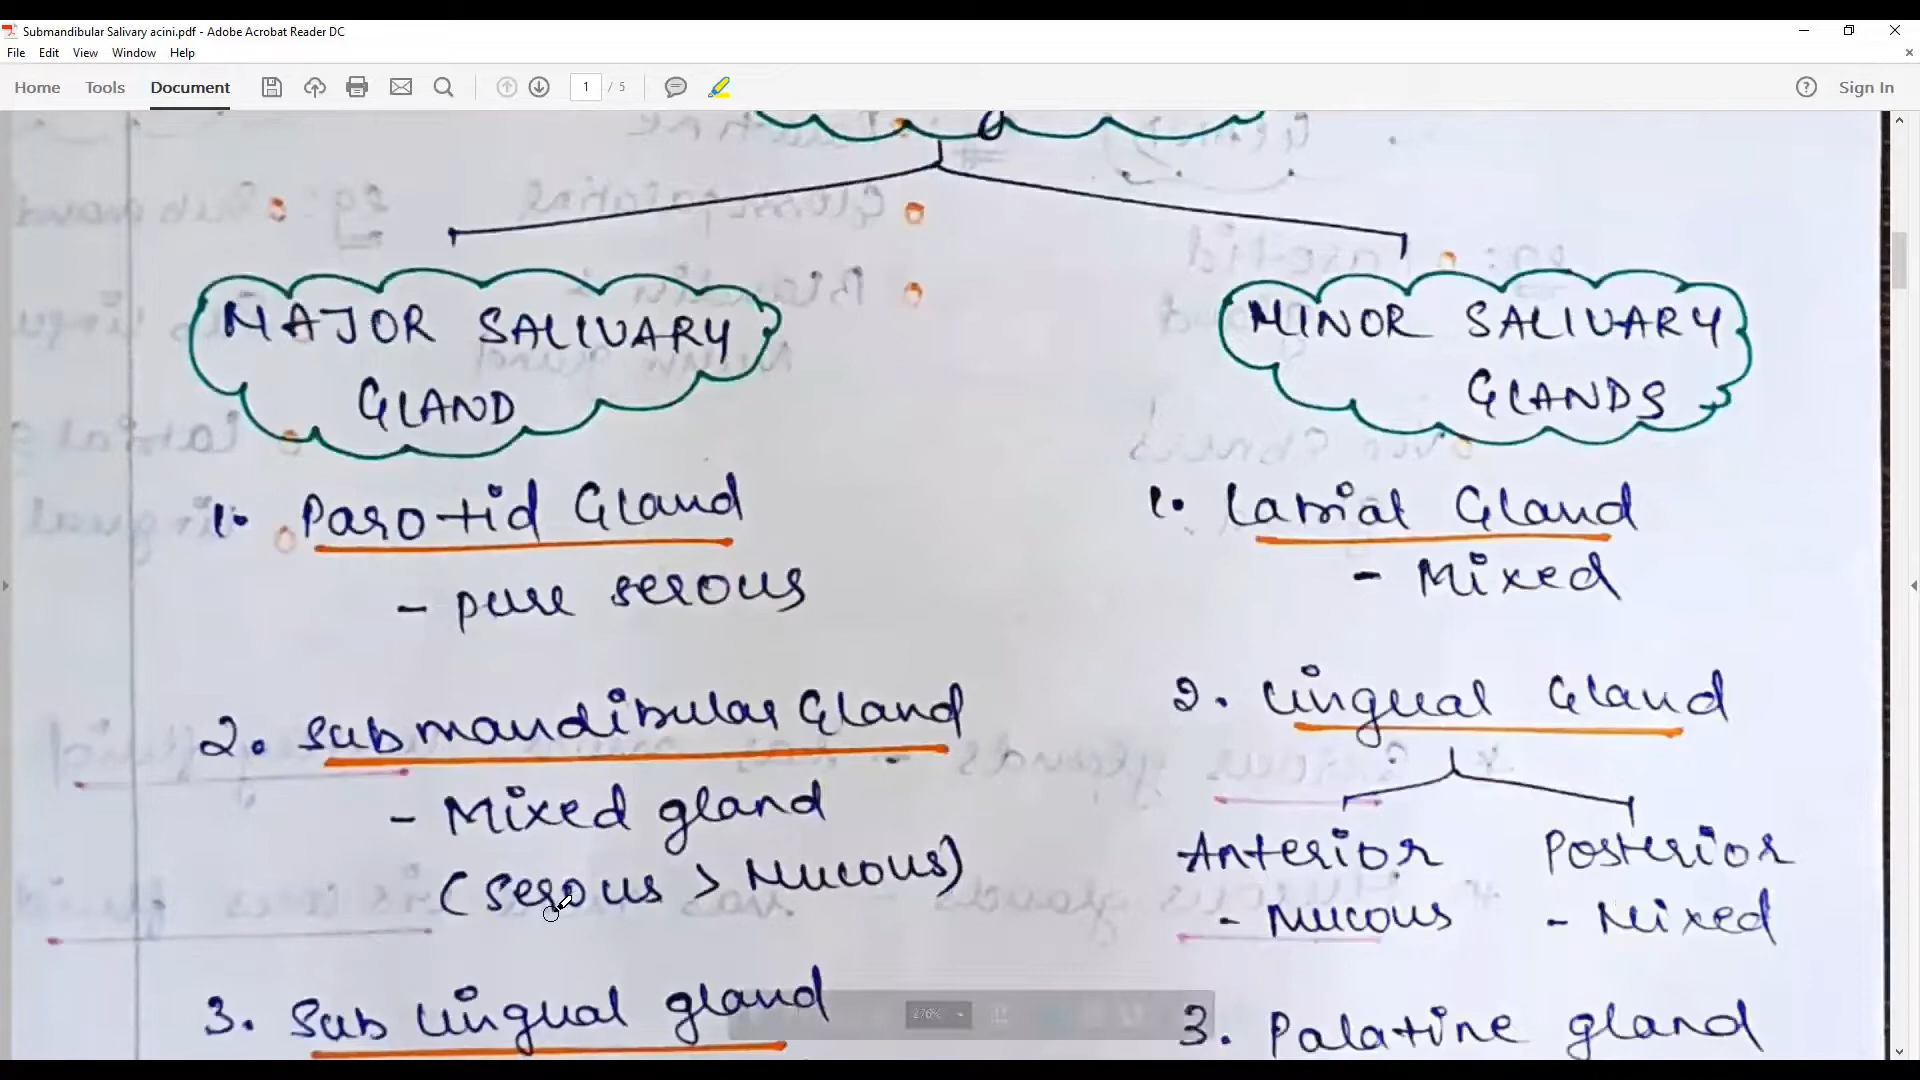 Submandibular Salivary acini.pdf - Adobe Acrobat Reader DC
File Edit View Window Help
Home Tools Document 1 / 5 Sign In
MAJOR SALIVARY
GLAND
1. Parotid Gland
- pure serous
2. Submandibular Gland
- Mixed gland
(serous > Mucous)
3. Sub lingual gland
MINOR SALIVARY
GLANDS
1. Labial Gland
- Mixed
2. Lingual Gland
Anterior Posterior
- Mucous - Mixed
3. Palatine gland
276%